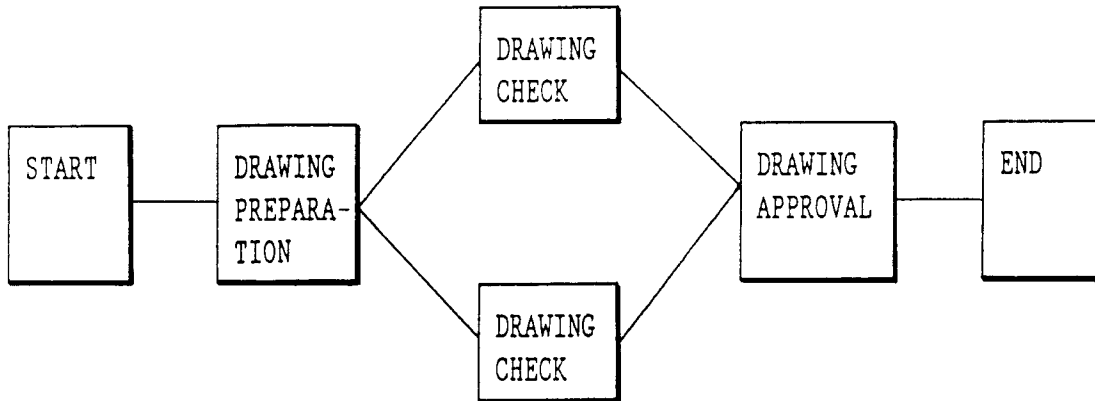 START
DRAWING
PREPARA-
TION
DRAWING
CHECK
DRAWING
CHECK
DRAWING
APPROVAL
END